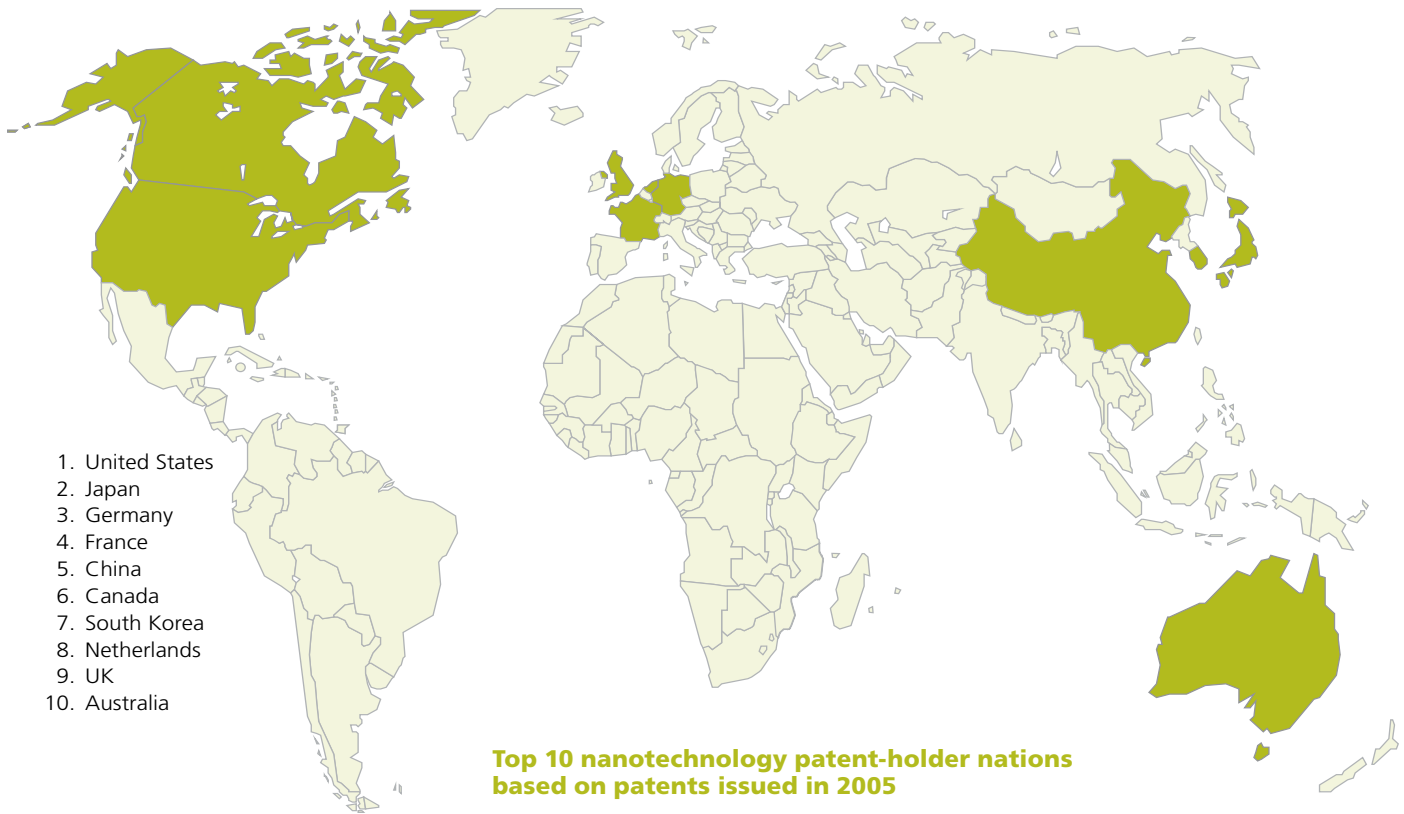 1. United States
2. Japan
3. Germany
4. France
5. China
6. Canada
7. South Korea
8. Netherlands
9. UK
10. Australia
Top 10 nanotechnology patent-holder nations
based on patents issued in 2005